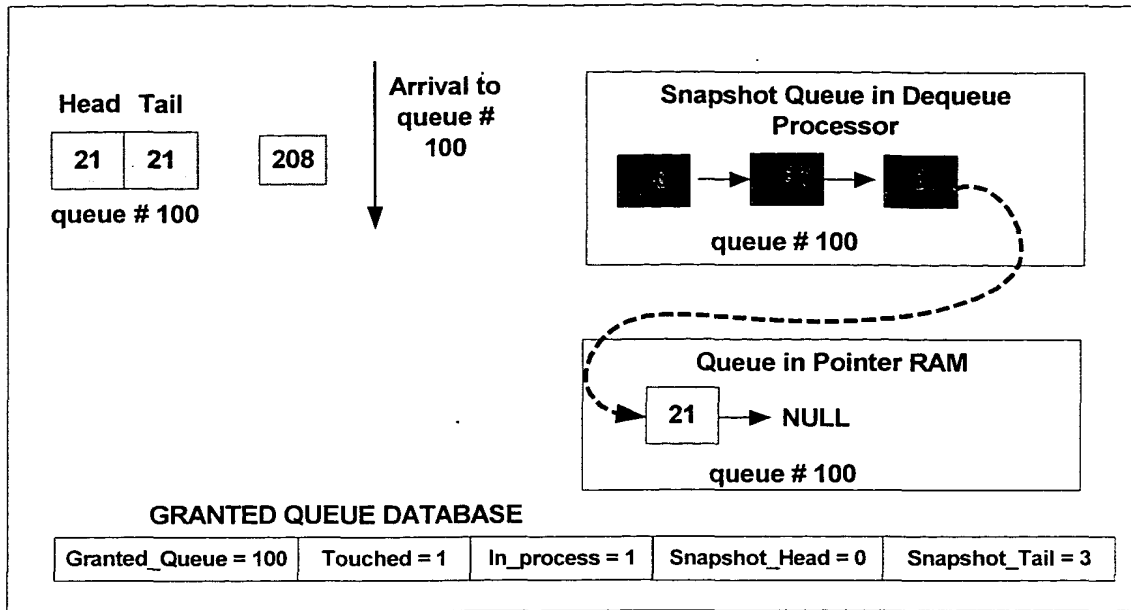 Head Tail
21 21
208
queue # 100
Arrival to
queue #
100
Snapshot Queue in Dequeue
Processor
queue # 100
Queue in Pointer RAM
21
NULL
queue # 100
GRANTED QUEUE DATABASE
Granted_Queue = 100 Touched = 1 In_process = 1 Snapshot_Head = 0 Snapshot_Tail = 3